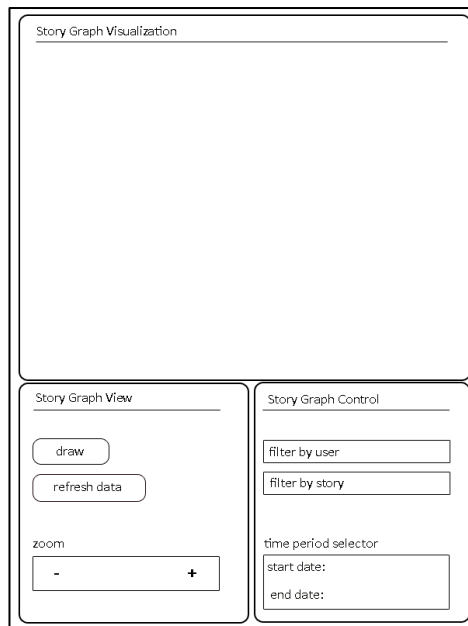 Story Graph Visualization
Story Graph View
draw
refresh data
zoom
- +
Story Graph Control
filter by user
filter by story
time period selector
start date:
end date: